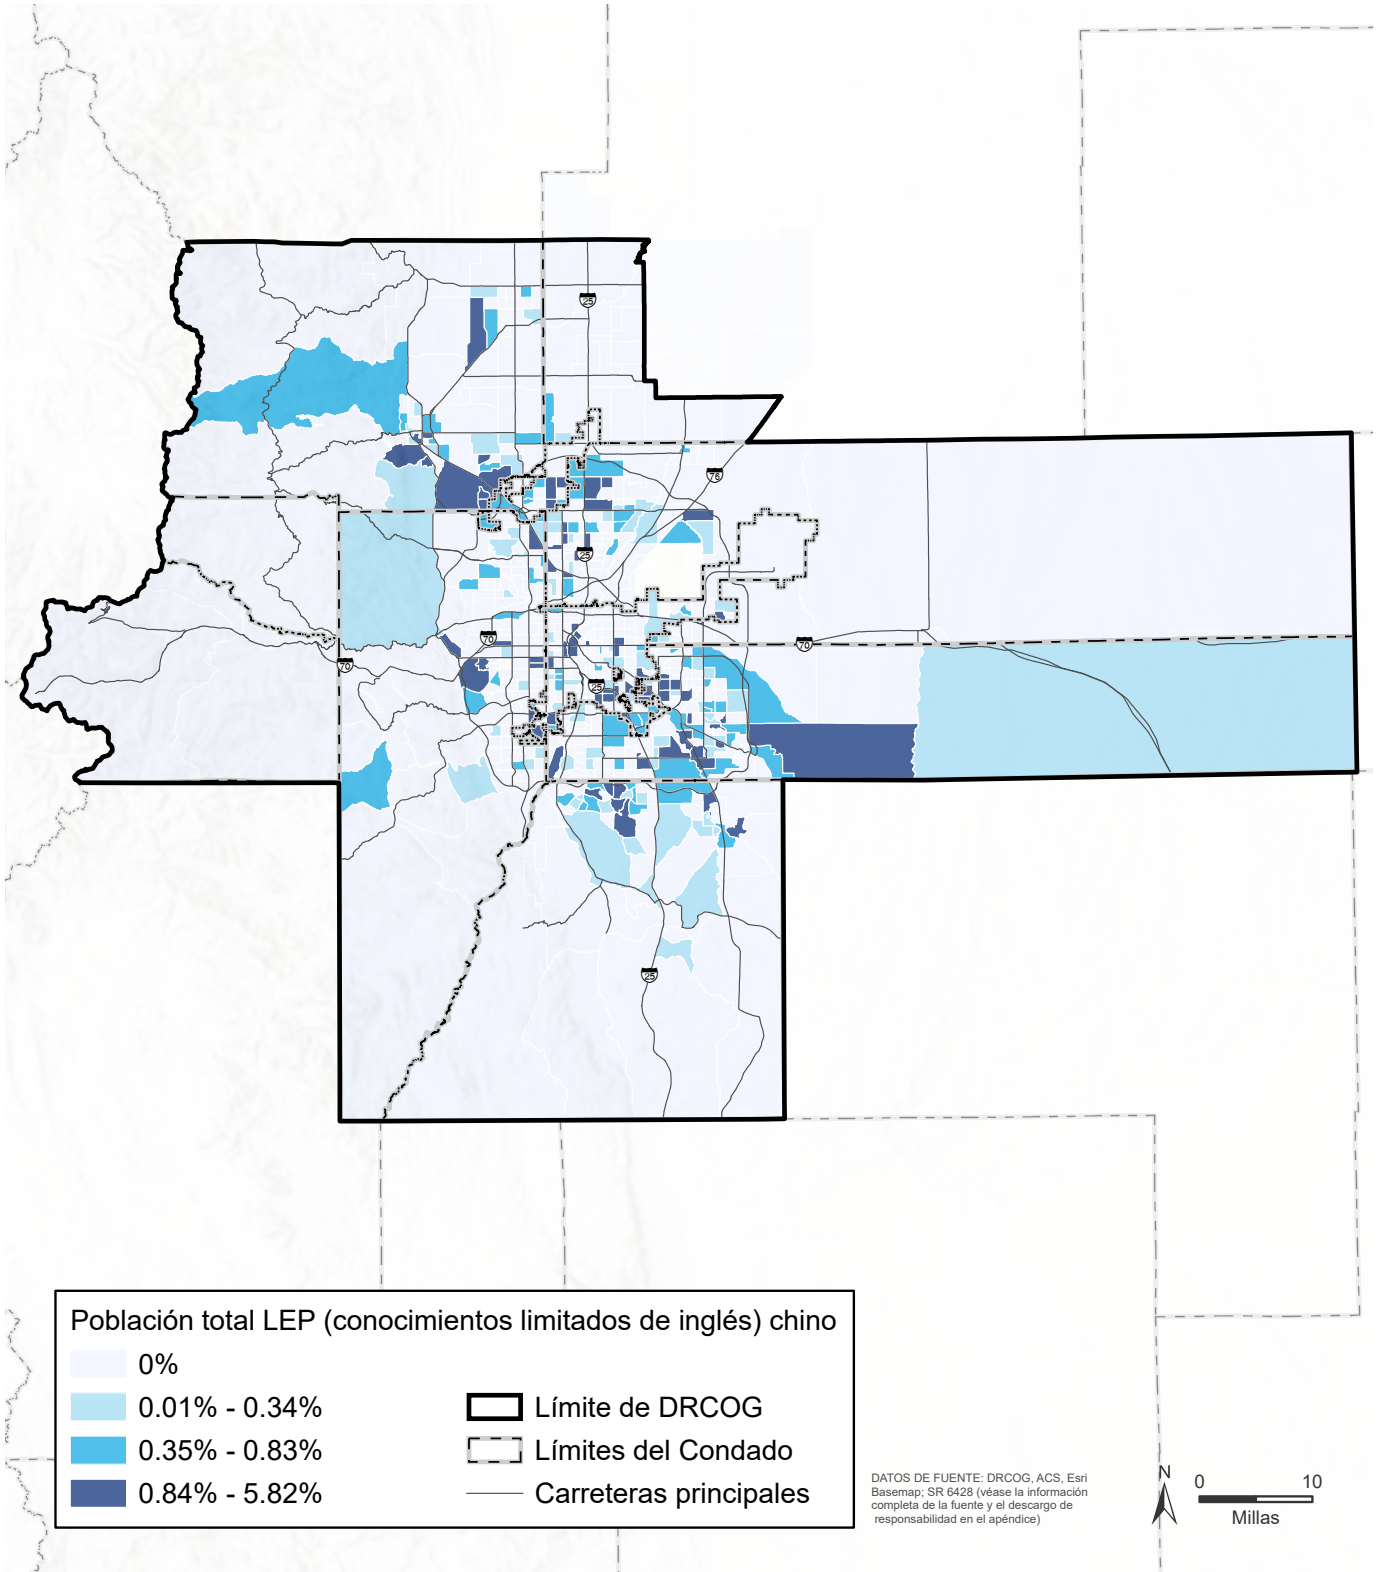 25
76
25
70
70
70
25
25
Población total LEP (conocimientos limitados de inglés) chino
0%
0.01% - 0.34%
0.35% - 0.83%
0.84% - 5.82%
Límite de DRCOG
Límites del Condado
Carreteras principales
DATOS DE FUENTE: DRCOG, ACS, Esri
Basemap; SR 6428 (véase la información
completa de la fuente y el descargo de
responsabilidad en el apéndice)
N
0 10
Millas